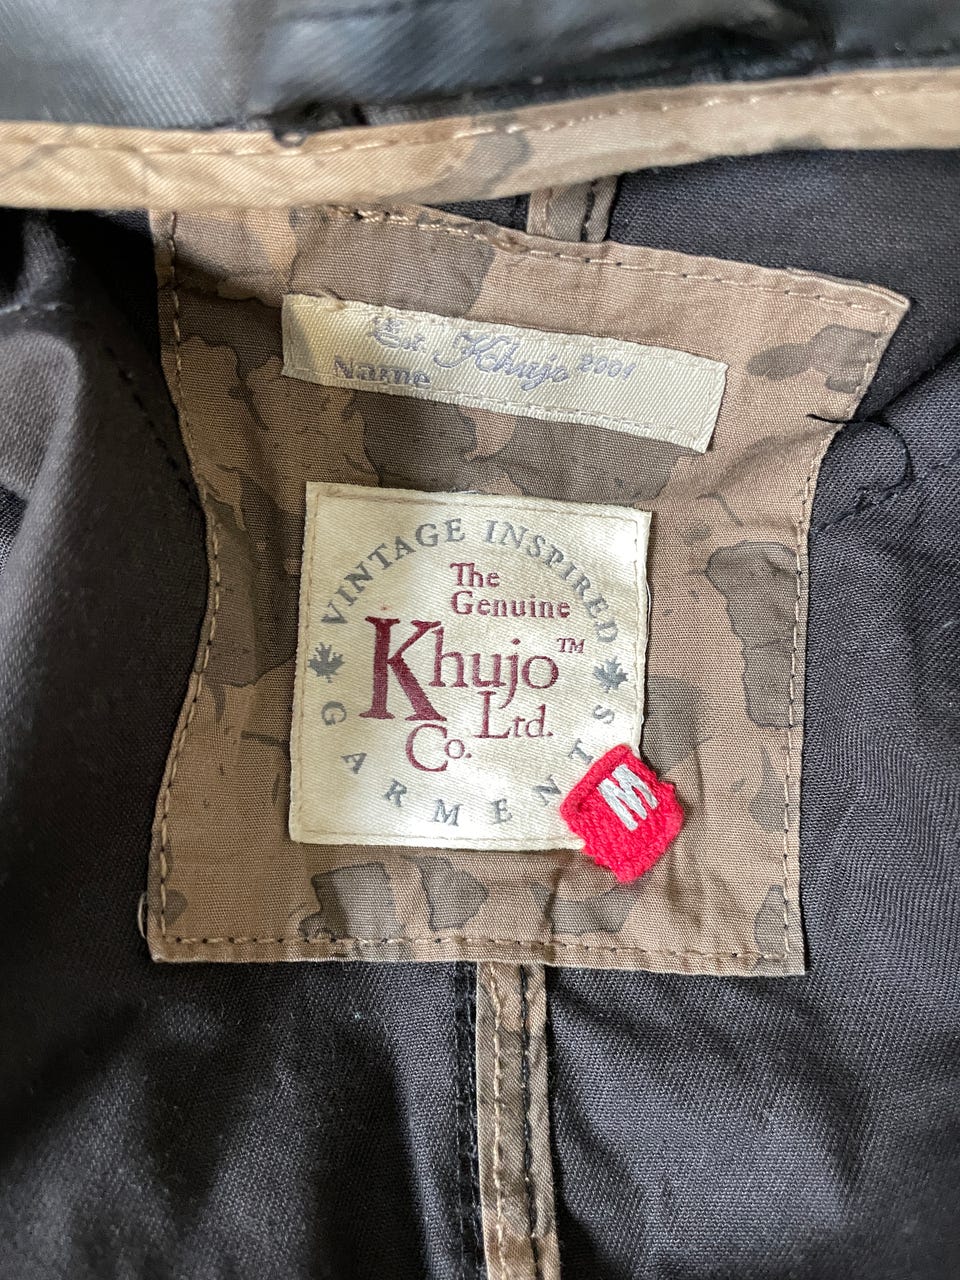 Est. Khujo 2001
Name
VINTAGE INSPIRED
The
Genuine
Khujo™
Co. Ltd.
GARMENTS
M